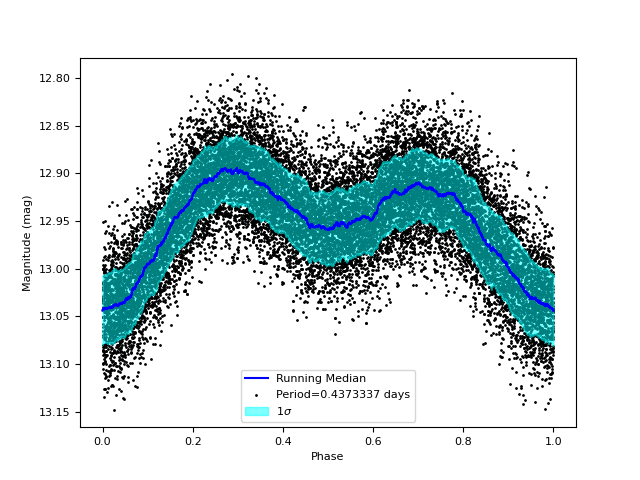 12.80
12.85
12.90
12.95
13.00
13.05
13.10
13.15
Magnitude (mag)
Running Median
Period=0.4373337 days
1σ
0.0 0.2 0.4 0.6 0.8 1.0
Phase